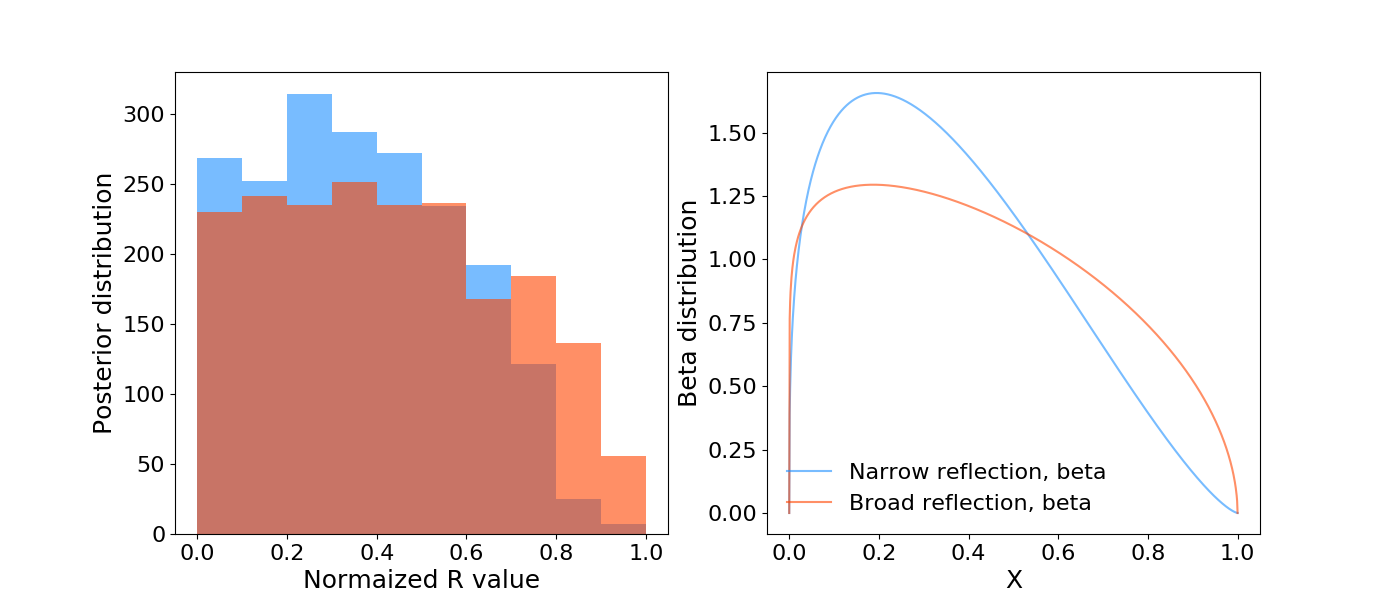 Posterior distribution
300
250
200
150
100
50
0
0.0 0.2 0.4 0.6 0.8 1.0
Normaized R value
Beta distribution
1.50
1.25
1.00
0.75
0.50
0.25
0.00
Narrow reflection, beta
Broad reflection, beta
0.0 0.2 0.4 0.6 0.8 1.0
X